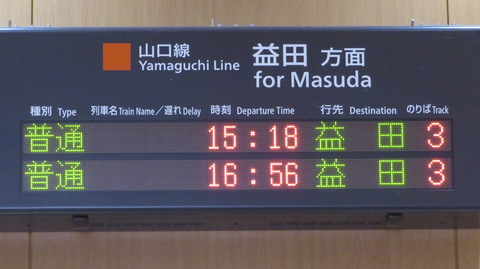 山口線 益田 方面
Yamaguchi Line for Masuda
種別 Type 列車名 Train Name／遅れ Delay 時刻 Departure Time 行先 Destination のりば Track
普通 15:18 益田 3
普通 16:56 益田 3